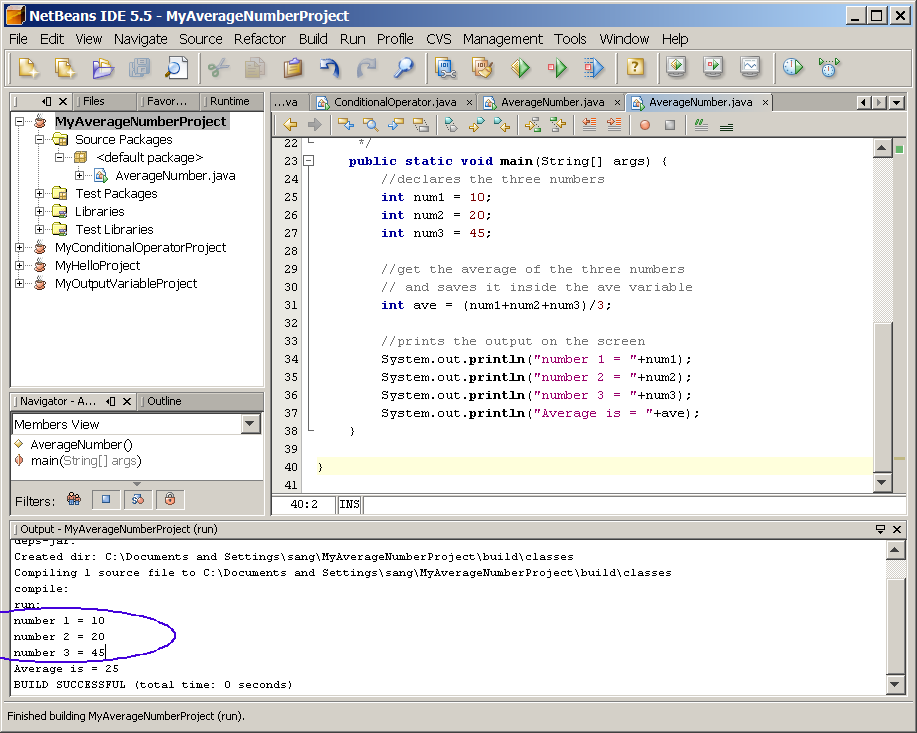 NetBeans IDE 5.5 - MyAverageNumberProject
File Edit View Navigate Source Refactor Build Run Profile CVS Management Tools Window Help
Files Favor... Runtime
MyAverageNumberProject
Source Packages
<default package>
AverageNumber.java
Test Packages
Libraries
Test Libraries
MyConditionalOperatorProject
MyHelloProject
MyOutputVariableProject
Navigator - A... Outline
Members View
AverageNumber()
main(String[] args)
Filters:
...va ConditionalOperator.java × AverageNumber.java × AverageNumber.java ×
22 */
23 public static void main(String[] args) {
24 //declares the three numbers
25 int num1 = 10;
26 int num2 = 20;
27 int num3 = 45;
28
29 //get the average of the three numbers
30 // and saves it inside the ave variable
31 int ave = (num1+num2+num3)/3;
32
33 //prints the output on the screen
34 System.out.println("number 1 = "+num1);
35 System.out.println("number 2 = "+num2);
36 System.out.println("number 3 = "+num3);
37 System.out.println("Average is = "+ave);
38 }
39
40 }
41
40:2 INS
Output - MyAverageNumberProject (run)
deps-jar:
Created dir: C:\Documents and Settings\sang\MyAverageNumberProject\build\classes
Compiling 1 source file to C:\Documents and Settings\sang\MyAverageNumberProject\build\classes
compile:
run:
number 1 = 10
number 2 = 20
number 3 = 45
Average is = 25
BUILD SUCCESSFUL (total time: 0 seconds)
Finished building MyAverageNumberProject (run).